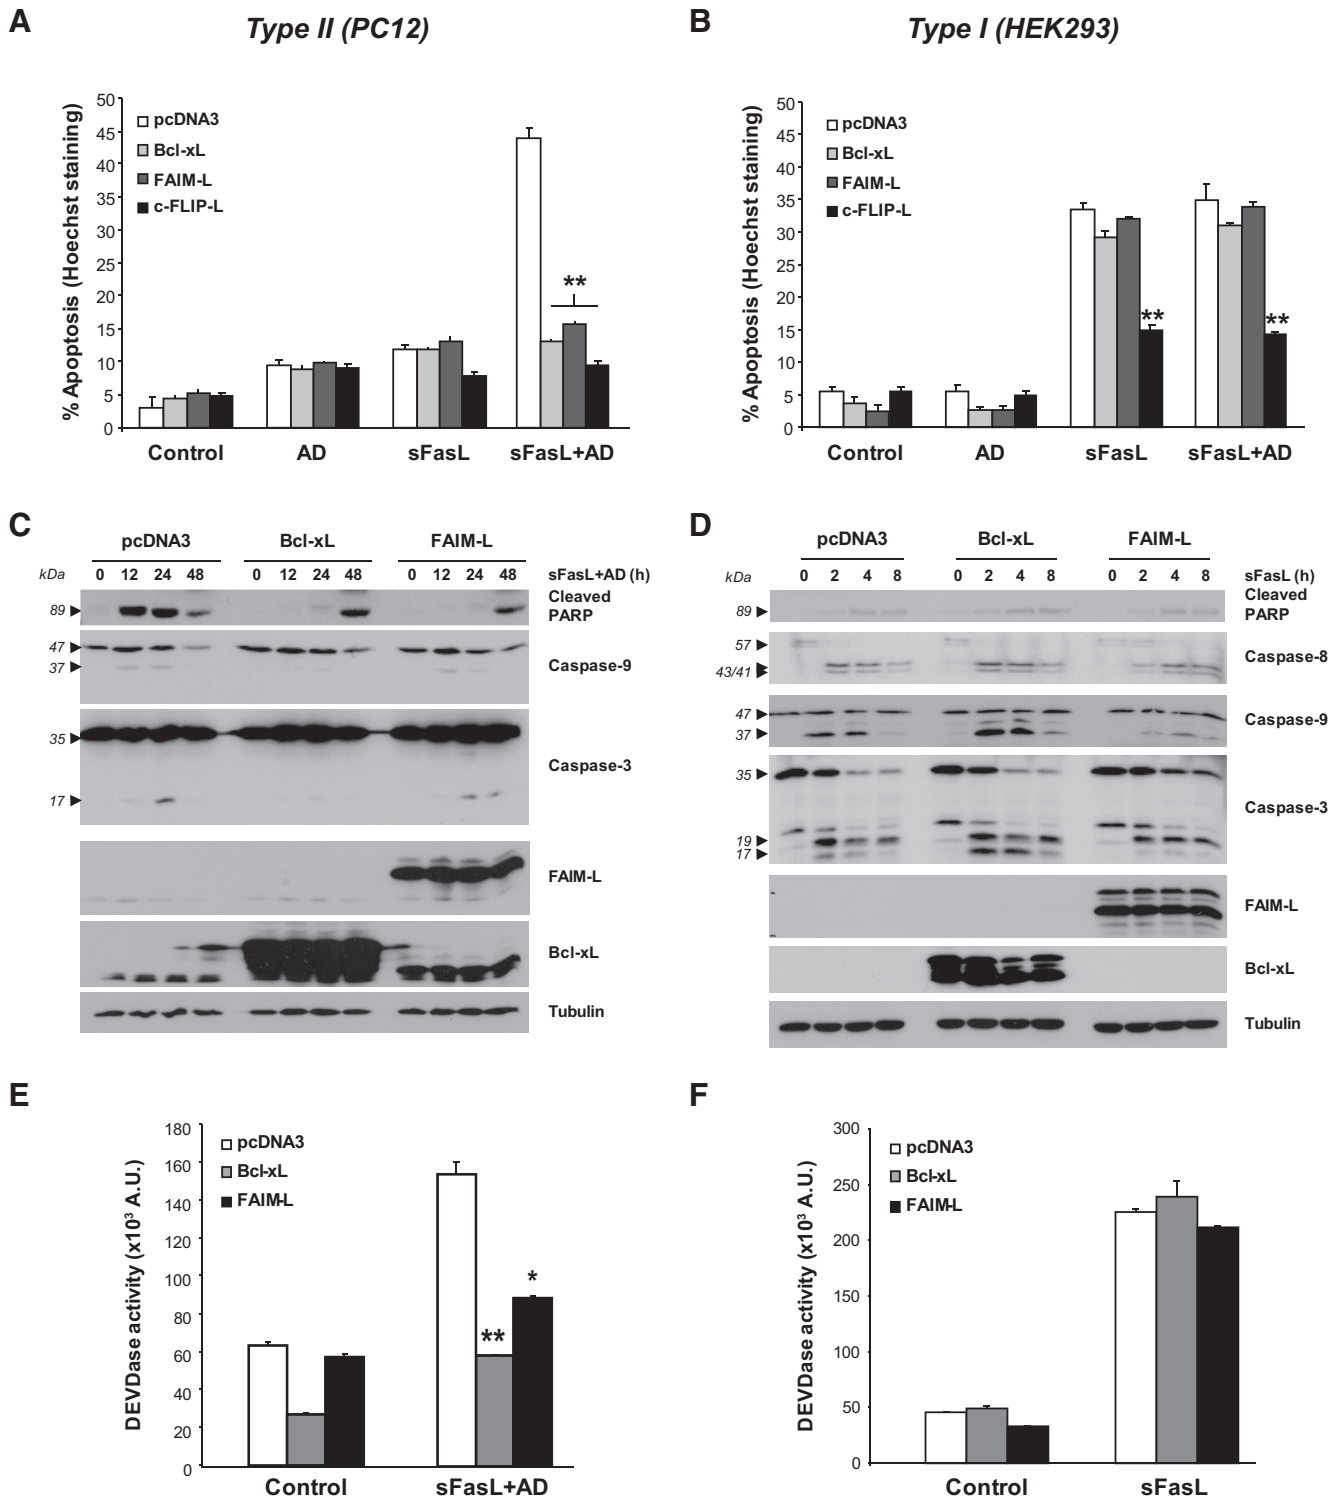 A
Type II (PC12)
% Apoptosis (Hoechst staining)
50
45
40
35
30
25
20
15
10
5
0
pcDNA3
Bcl-xL
FAIM-L
c-FLIP-L
**
Control AD sFasL sFasL+AD
B
Type I (HEK293)
% Apoptosis (Hoechst staining)
50
45
40
35
30
25
20
15
10
5
0
pcDNA3
Bcl-xL
FAIM-L
c-FLIP-L
** **
Control AD sFasL sFasL+AD
C
pcDNA3 Bcl-xL FAIM-L
kDa 0 12 24 48 0 12 24 48 0 12 24 48 sFasL+AD (h)
89 Cleaved
PARP
47
37 Caspase-9
35
17 Caspase-3
FAIM-L
Bcl-xL
Tubulin
D
pcDNA3 Bcl-xL FAIM-L
kDa 0 2 4 8 0 2 4 8 0 2 4 8 sFasL (h)
89 Cleaved
PARP
57
43/41 Caspase-8
47
37 Caspase-9
35
19
17 Caspase-3
FAIM-L
Bcl-xL
Tubulin
E
DEVDase activity (x10³ A.U.)
180
160
140
120
100
80
60
40
20
0
pcDNA3
Bcl-xL
FAIM-L
** *
Control sFasL+AD
F
DEVDase activity (x10³ A.U.)
300
250
200
150
100
50
0
pcDNA3
Bcl-xL
FAIM-L
Control sFasL